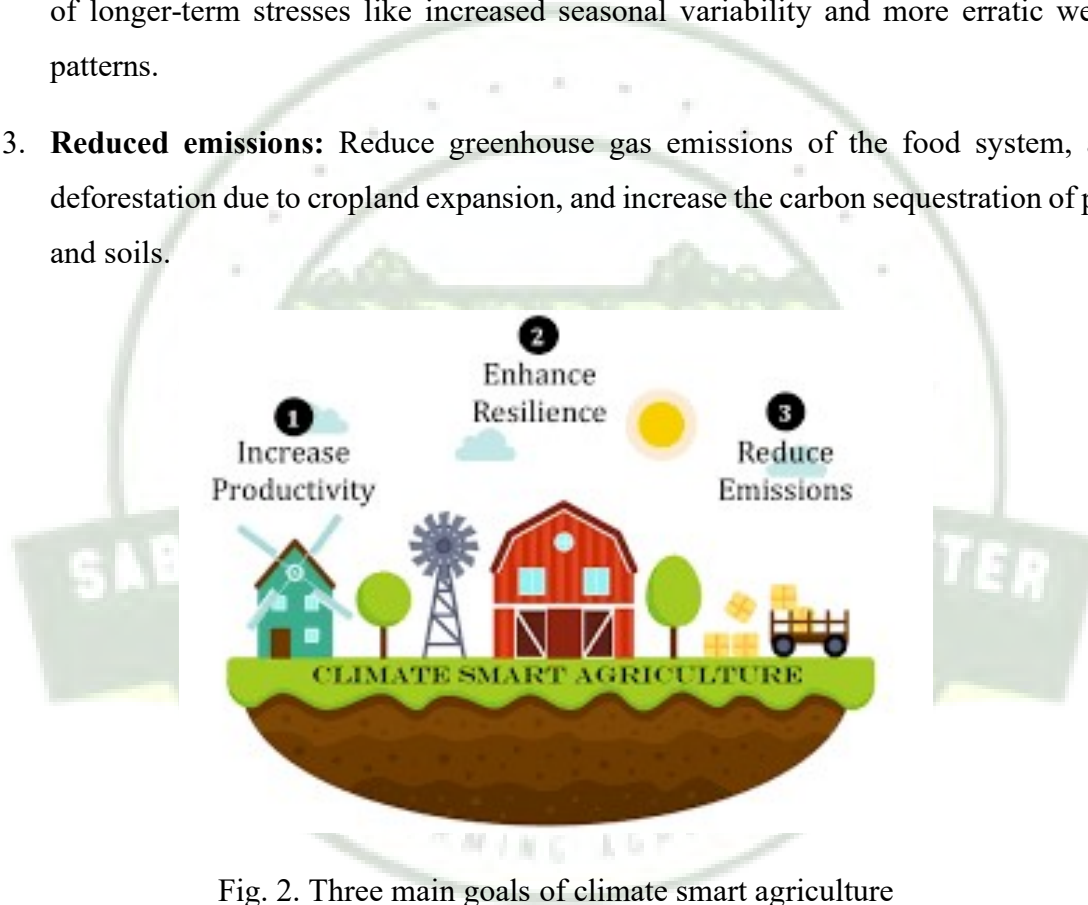 of longer-term stresses like increased seasonal variability and more erratic
patterns.
3. Reduced emissions: Reduce greenhouse gas emissions of the food system,
deforestation due to cropland expansion, and increase the carbon sequestration of
and soils.
2
Enhance
Resilience
1
Increase
Productivity
3
Reduce
Emissions
CLIMATE SMART AGRICULTURE
Fig. 2. Three main goals of climate smart agriculture